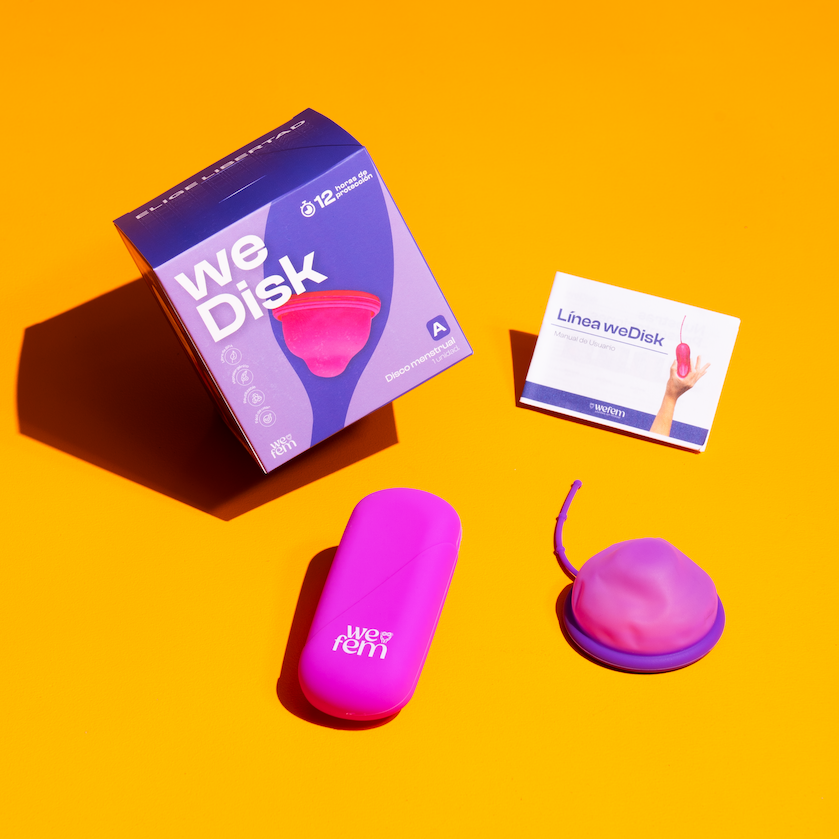 ELIGE LIBERTAD
12 horas de
protección
we
Disk
A
Disco menstrual
1 unidad
we
fem
Línea weDisk
Manual de Usuario
wefem
we
fem